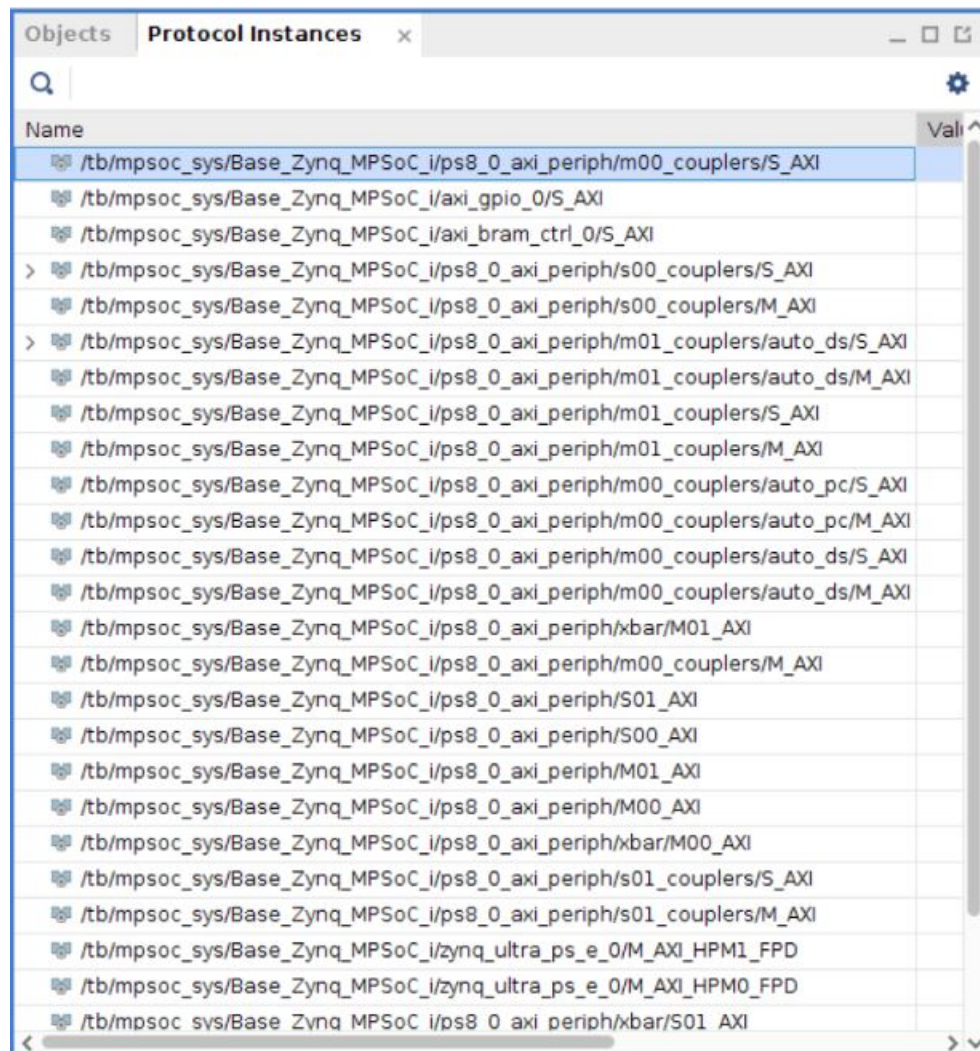 Objects Protocol Instances
Name Valu
/tb/mpsoc_sys/Base_Zynq_MPSoC_i/ps8_0_axi_periph/m00_couplers/S_AXI
/tb/mpsoc_sys/Base_Zynq_MPSoC_i/axi_gpio_0/S_AXI
/tb/mpsoc_sys/Base_Zynq_MPSoC_i/axi_bram_ctrl_0/S_AXI
/tb/mpsoc_sys/Base_Zynq_MPSoC_i/ps8_0_axi_periph/s00_couplers/S_AXI
/tb/mpsoc_sys/Base_Zynq_MPSoC_i/ps8_0_axi_periph/s00_couplers/M_AXI
/tb/mpsoc_sys/Base_Zynq_MPSoC_i/ps8_0_axi_periph/m01_couplers/auto_ds/S_AXI
/tb/mpsoc_sys/Base_Zynq_MPSoC_i/ps8_0_axi_periph/m01_couplers/auto_ds/M_AXI
/tb/mpsoc_sys/Base_Zynq_MPSoC_i/ps8_0_axi_periph/m01_couplers/S_AXI
/tb/mpsoc_sys/Base_Zynq_MPSoC_i/ps8_0_axi_periph/m01_couplers/M_AXI
/tb/mpsoc_sys/Base_Zynq_MPSoC_i/ps8_0_axi_periph/m00_couplers/auto_pc/S_AXI
/tb/mpsoc_sys/Base_Zynq_MPSoC_i/ps8_0_axi_periph/m00_couplers/auto_pc/M_AXI
/tb/mpsoc_sys/Base_Zynq_MPSoC_i/ps8_0_axi_periph/m00_couplers/auto_ds/S_AXI
/tb/mpsoc_sys/Base_Zynq_MPSoC_i/ps8_0_axi_periph/m00_couplers/auto_ds/M_AXI
/tb/mpsoc_sys/Base_Zynq_MPSoC_i/ps8_0_axi_periph/xbar/M01_AXI
/tb/mpsoc_sys/Base_Zynq_MPSoC_i/ps8_0_axi_periph/m00_couplers/M_AXI
/tb/mpsoc_sys/Base_Zynq_MPSoC_i/ps8_0_axi_periph/S01_AXI
/tb/mpsoc_sys/Base_Zynq_MPSoC_i/ps8_0_axi_periph/S00_AXI
/tb/mpsoc_sys/Base_Zynq_MPSoC_i/ps8_0_axi_periph/M01_AXI
/tb/mpsoc_sys/Base_Zynq_MPSoC_i/ps8_0_axi_periph/M00_AXI
/tb/mpsoc_sys/Base_Zynq_MPSoC_i/ps8_0_axi_periph/xbar/M00_AXI
/tb/mpsoc_sys/Base_Zynq_MPSoC_i/ps8_0_axi_periph/s01_couplers/S_AXI
/tb/mpsoc_sys/Base_Zynq_MPSoC_i/ps8_0_axi_periph/s01_couplers/M_AXI
/tb/mpsoc_sys/Base_Zynq_MPSoC_i/zynq_ultra_ps_e_0/M_AXI_HPM1_FPD
/tb/mpsoc_sys/Base_Zynq_MPSoC_i/zynq_ultra_ps_e_0/M_AXI_HPM0_FPD
/tb/mpsoc_sys/Base_Zynq_MPSoC_i/ps8_0_axi_periph/xbar/S01_AXI